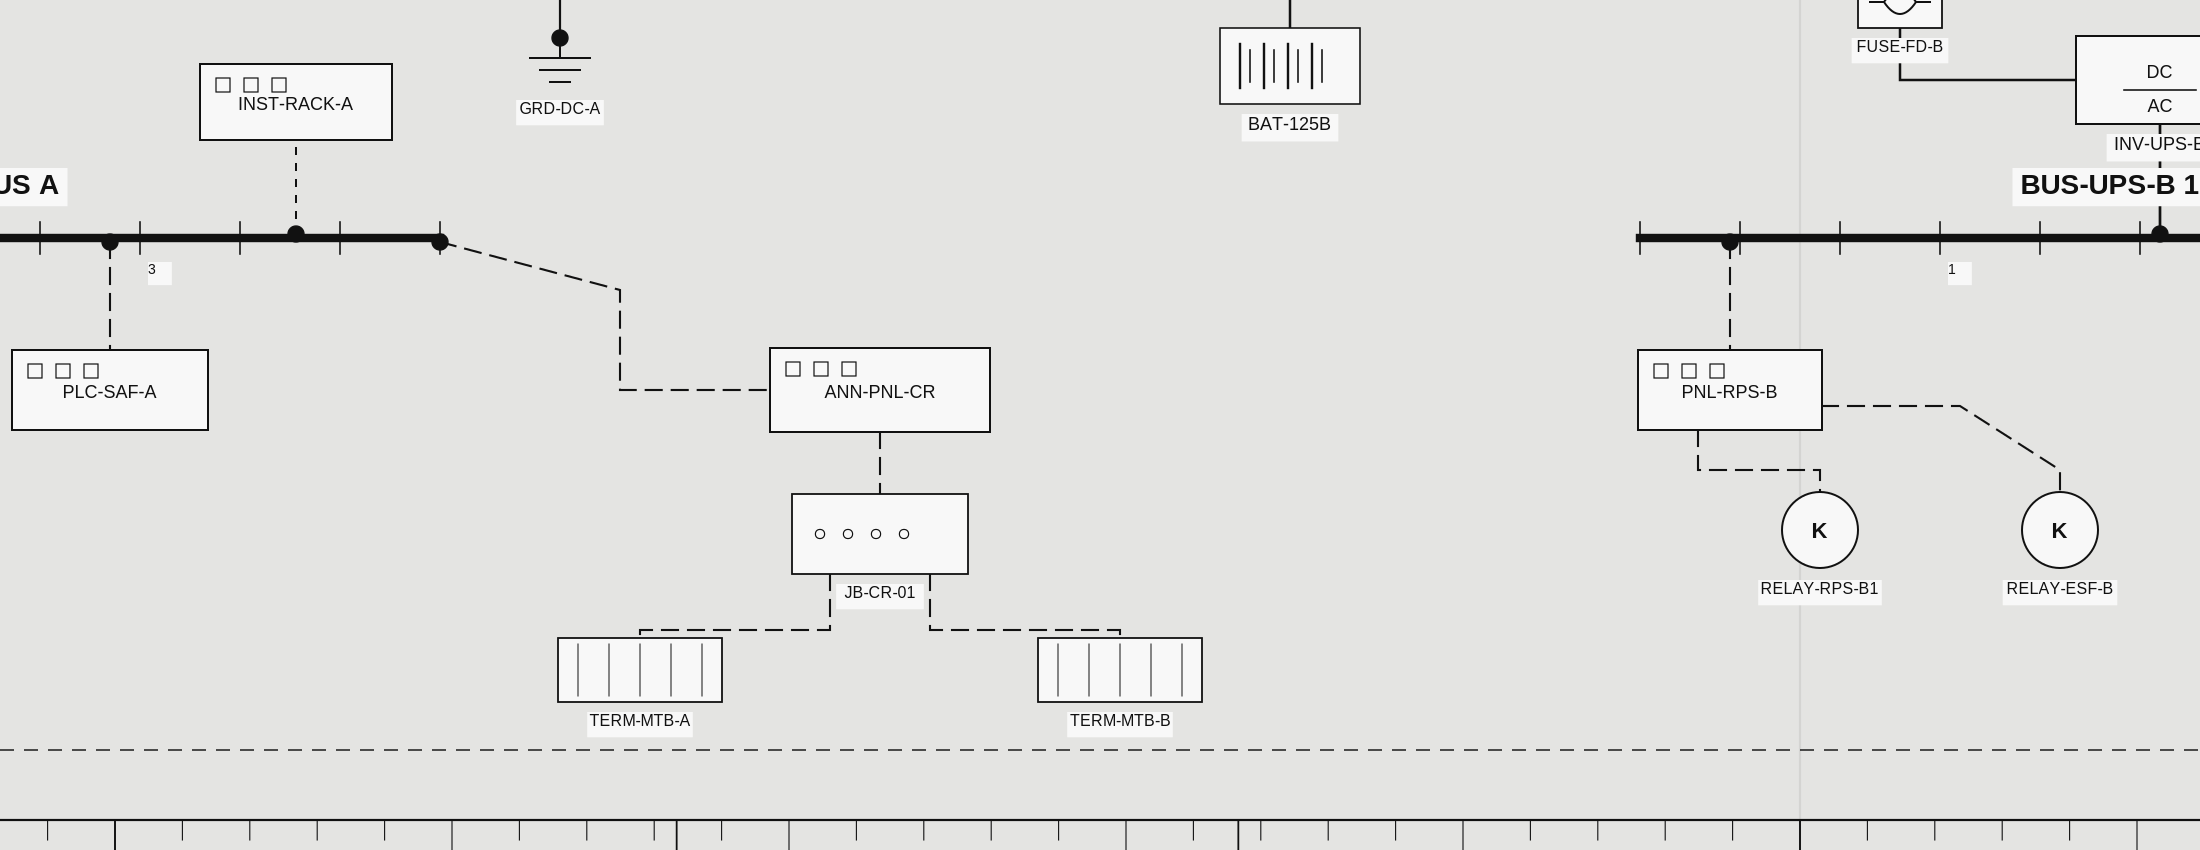 FUSE-FD-B
DC
AC
INST-RACK-A
GRD-DC-A
BAT-125B
INV-UPS-B
US A
BUS-UPS-B 1
3
1
PLC-SAF-A
ANN-PNL-CR
PNL-RPS-B
K
K
JB-CR-01
RELAY-RPS-B1
RELAY-ESF-B
TERM-MTB-A
TERM-MTB-B